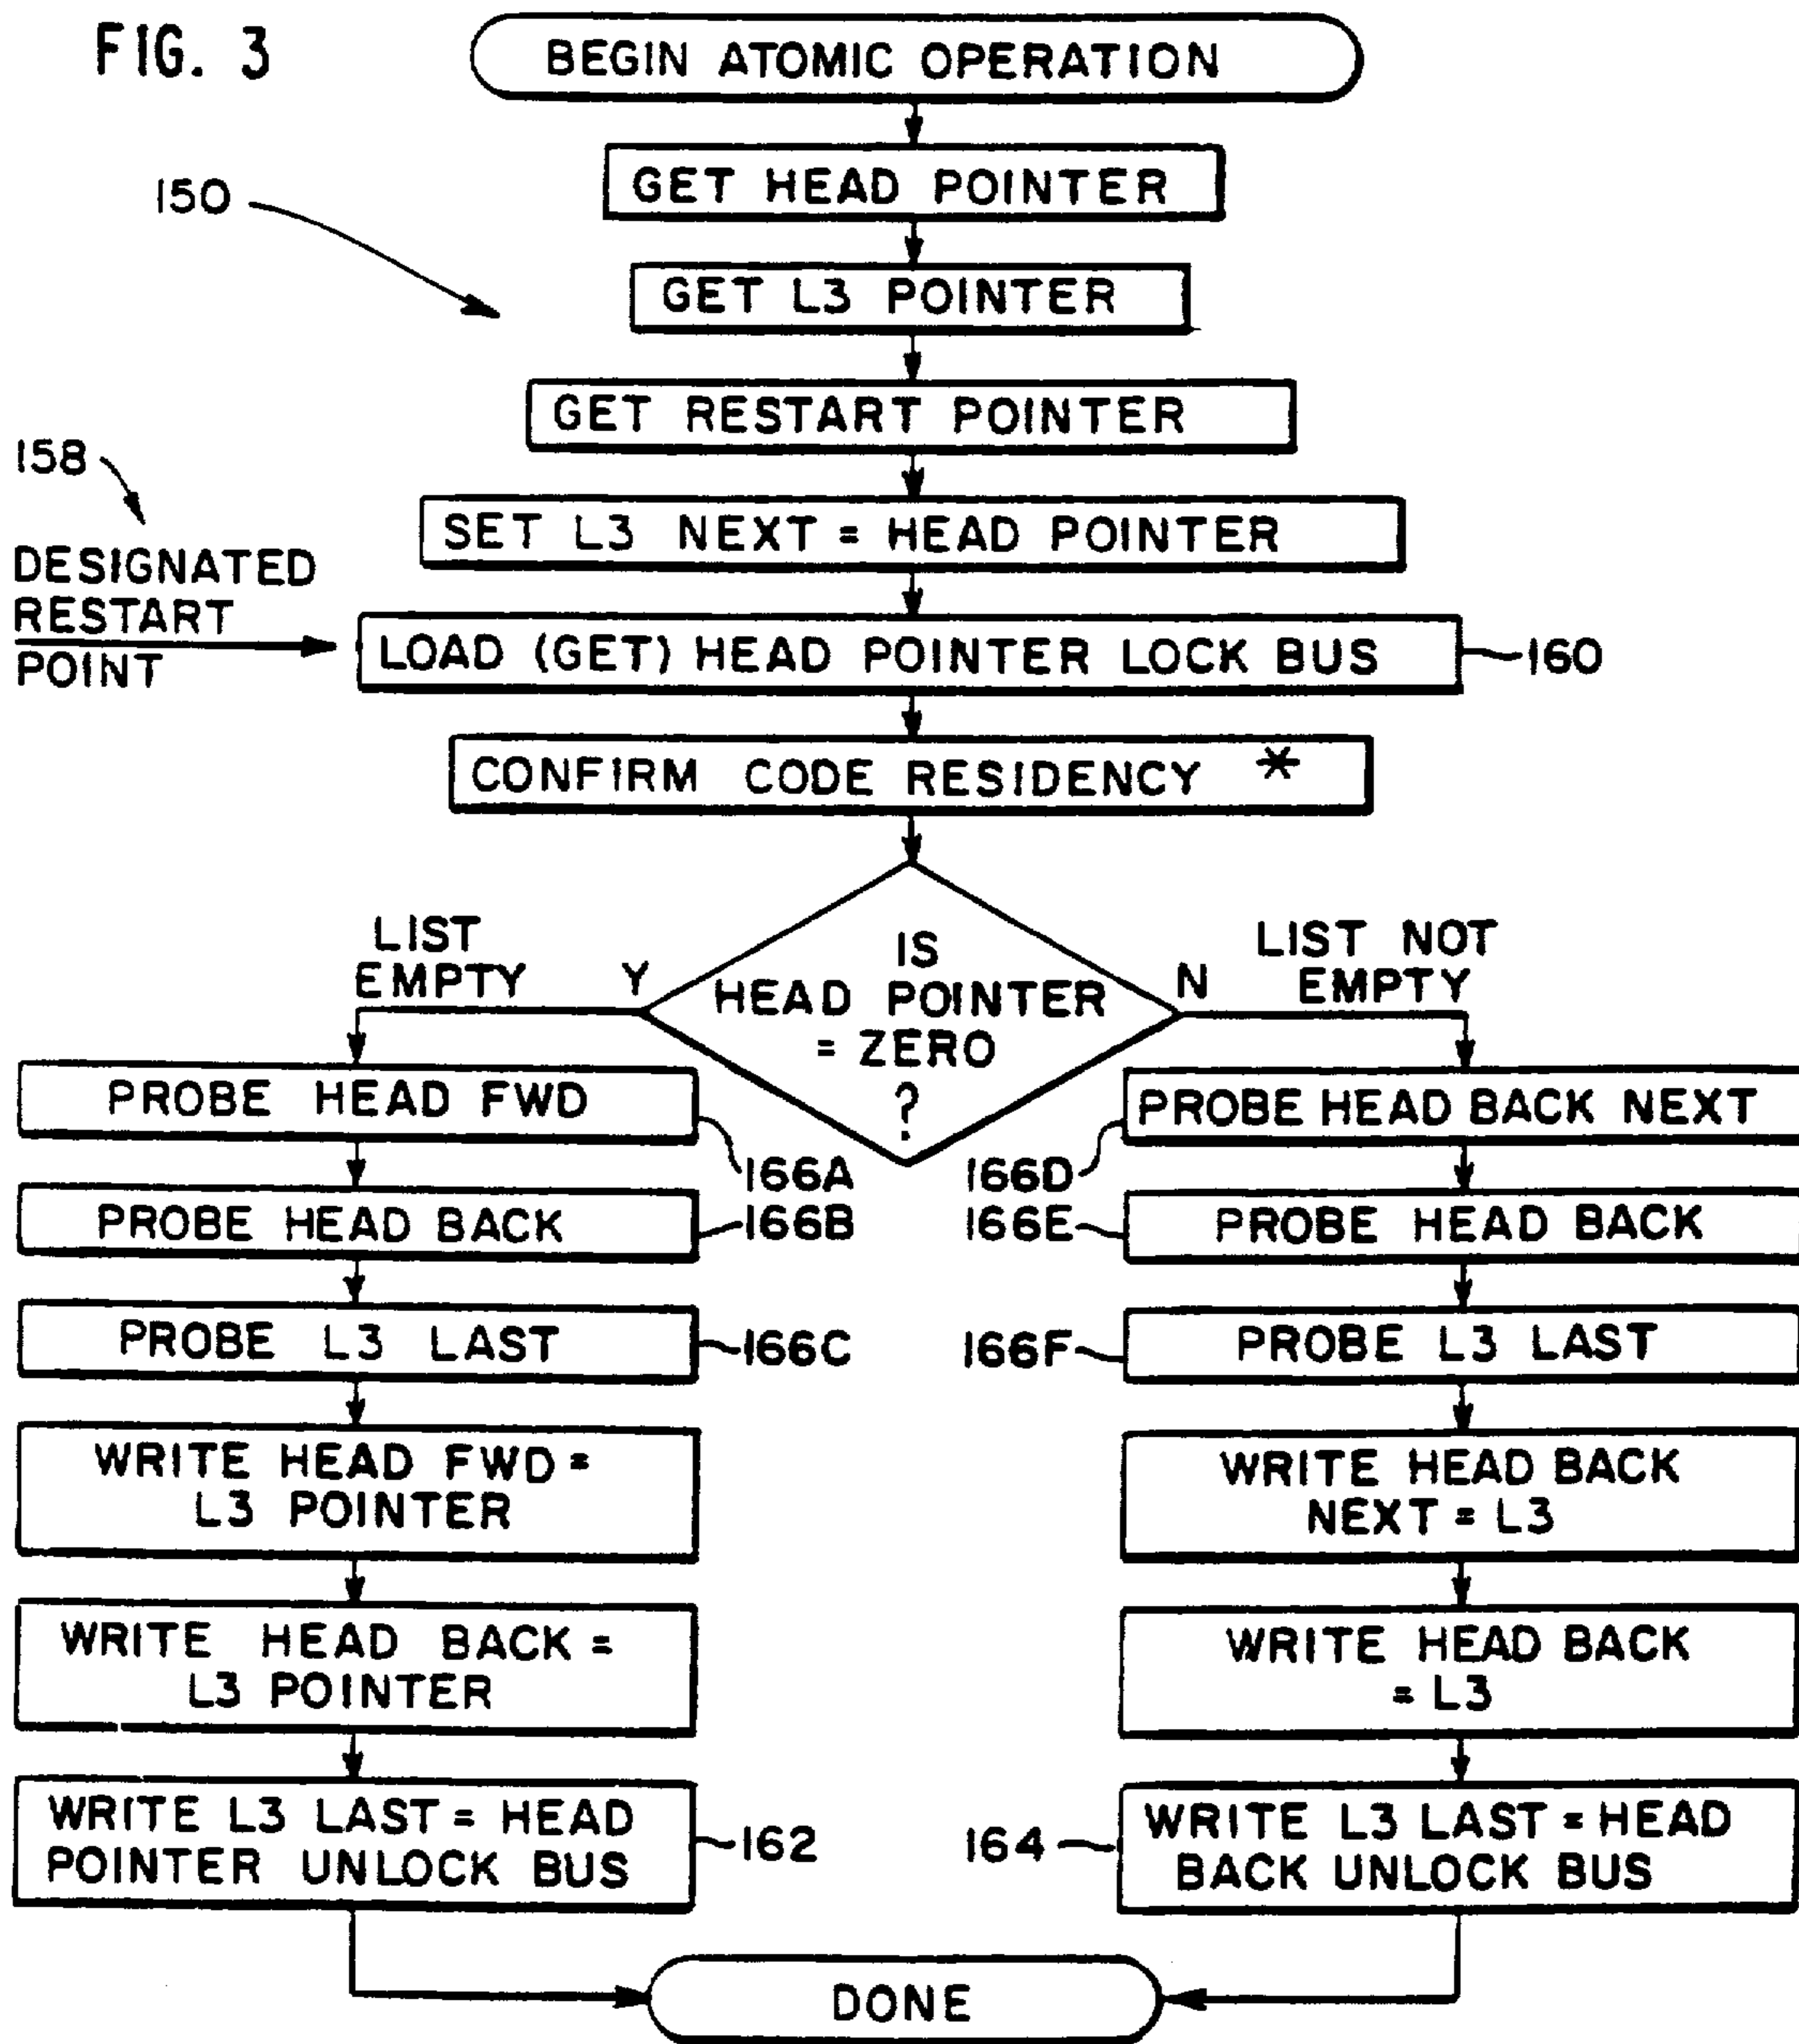 FIG. 3
BEGIN ATOMIC OPERATION
GET HEAD POINTER
150
GET L3 POINTER
GET RESTART POINTER
158
SET L3 NEXT = HEAD POINTER
DESIGNATED
RESTART
POINT
LOAD (GET) HEAD POINTER LOCK BUS
160
CONFIRM CODE RESIDENCY *
LIST
EMPTY
Y
IS
HEAD POINTER
= ZERO
?
N
LIST NOT
EMPTY
PROBE HEAD FWD
166A
PROBE HEAD BACK
166B
PROBE L3 LAST
166C
WRITE HEAD FWD =
L3 POINTER
WRITE HEAD BACK =
L3 POINTER
WRITE L3 LAST = HEAD
POINTER UNLOCK BUS
162
PROBE HEAD BACK NEXT
166D
PROBE HEAD BACK
166E
PROBE L3 LAST
166F
WRITE HEAD BACK
NEXT = L3
WRITE HEAD BACK
= L3
WRITE L3 LAST = HEAD
BACK UNLOCK BUS
164
DONE